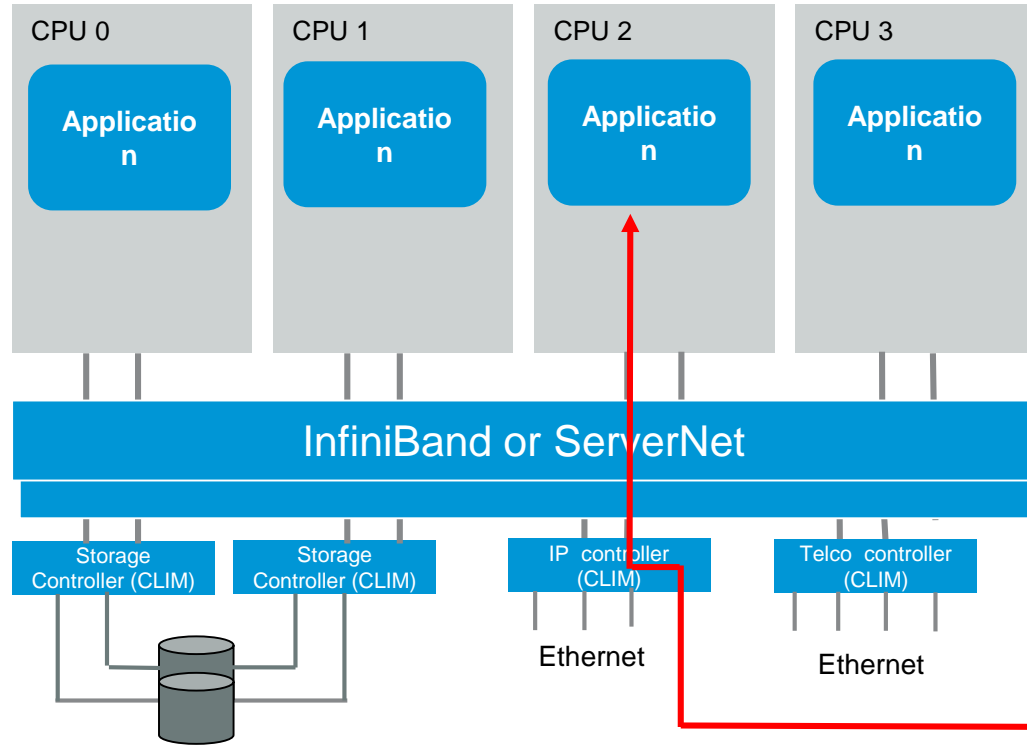 CPU 0
CPU 1
CPU 2
CPU 3
Applicatio
n
Applicatio
n
Applicatio
n
Applicatio
n
InfiniBand or ServerNet
Storage
Controller (CLIM)
Storage
Controller (CLIM)
IP controller
(CLIM)
Telco controller
(CLIM)
Ethernet
Ethernet